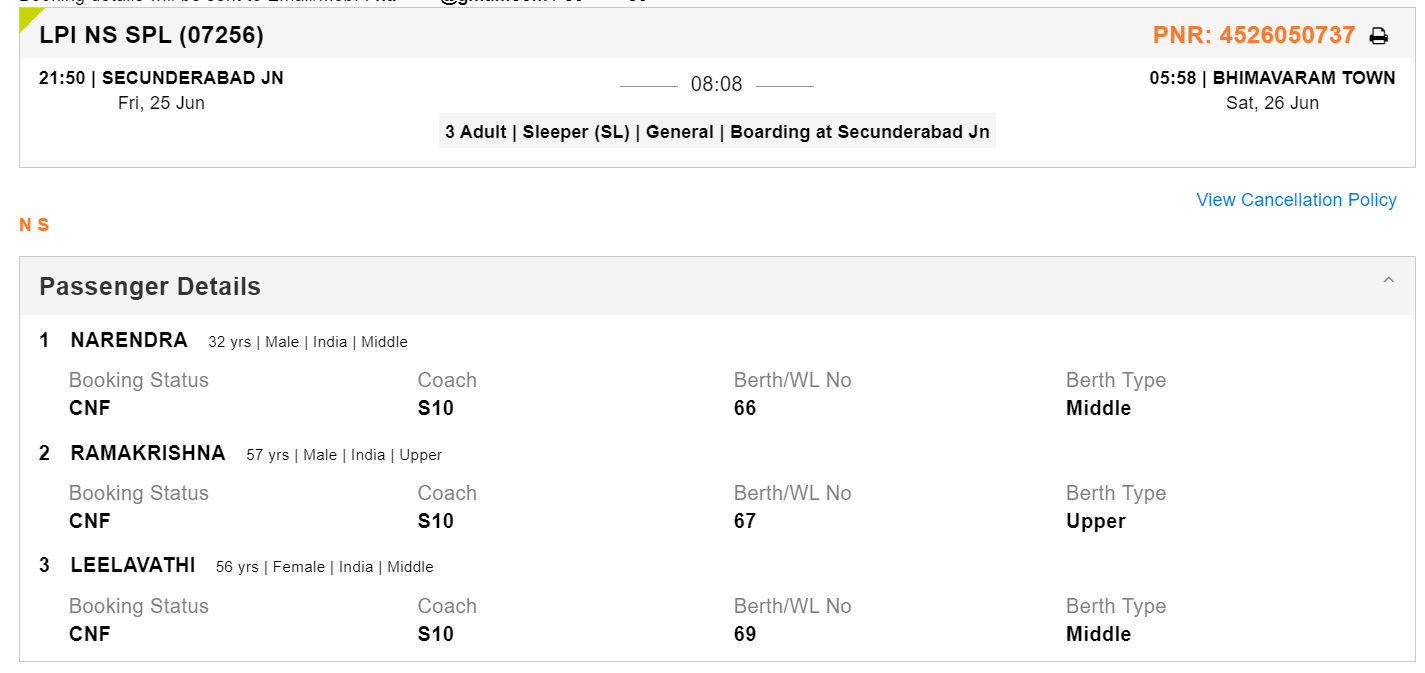 LPI NS SPL (07256)
PNR: 4526050737
21:50 | SECUNDERABAD JN
Fri, 25 Jun
08:08
05:58 | BHIMAVARAM TOWN
Sat, 26 Jun
3 Adult | Sleeper (SL) | General | Boarding at Secunderabad Jn
View Cancellation Policy
N S
Passenger Details
1 NARENDRA 32 yrs | Male | India | Middle
Booking Status Coach Berth/WL No Berth Type
CNF S10 66 Middle
2 RAMAKRISHNA 57 yrs | Male | India | Upper
Booking Status Coach Berth/WL No Berth Type
CNF S10 67 Upper
3 LEELAVATHI 56 yrs | Female | India | Middle
Booking Status Coach Berth/WL No Berth Type
CNF S10 69 Middle